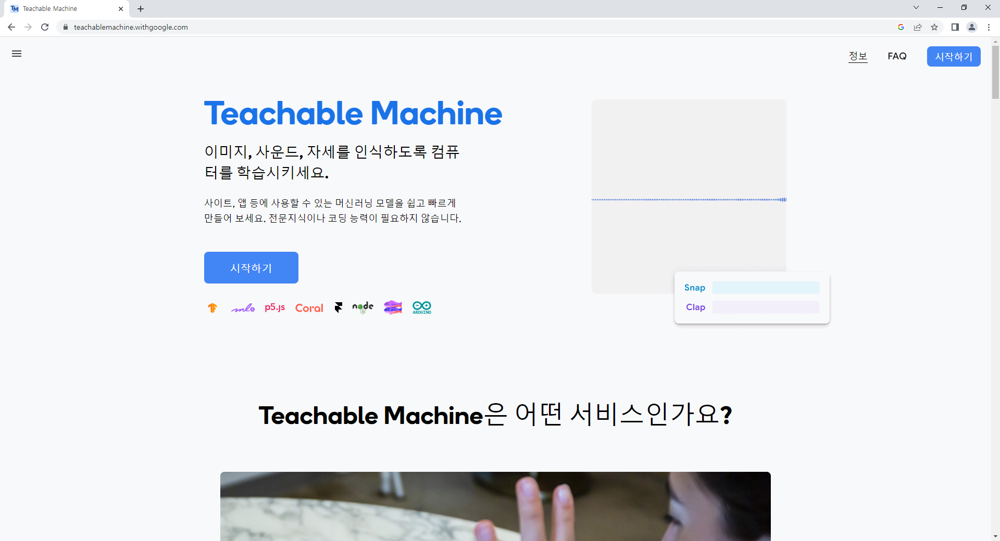 Teachable Machine
teachablemachine.withgoogle.com
정보 FAQ 시작하기
Teachable Machine
이미지, 사운드, 자세를 인식하도록 컴퓨
터를 학습시키세요.
사이트, 앱 등에 사용할 수 있는 머신러닝 모델을 쉽고 빠르게
만들어 보세요. 전문지식이나 코딩 능력이 필요하지 않습니다.
시작하기
ml5 p5.js Coral node JS ARDUINO
Snap
Clap
Teachable Machine은 어떤 서비스인가요?